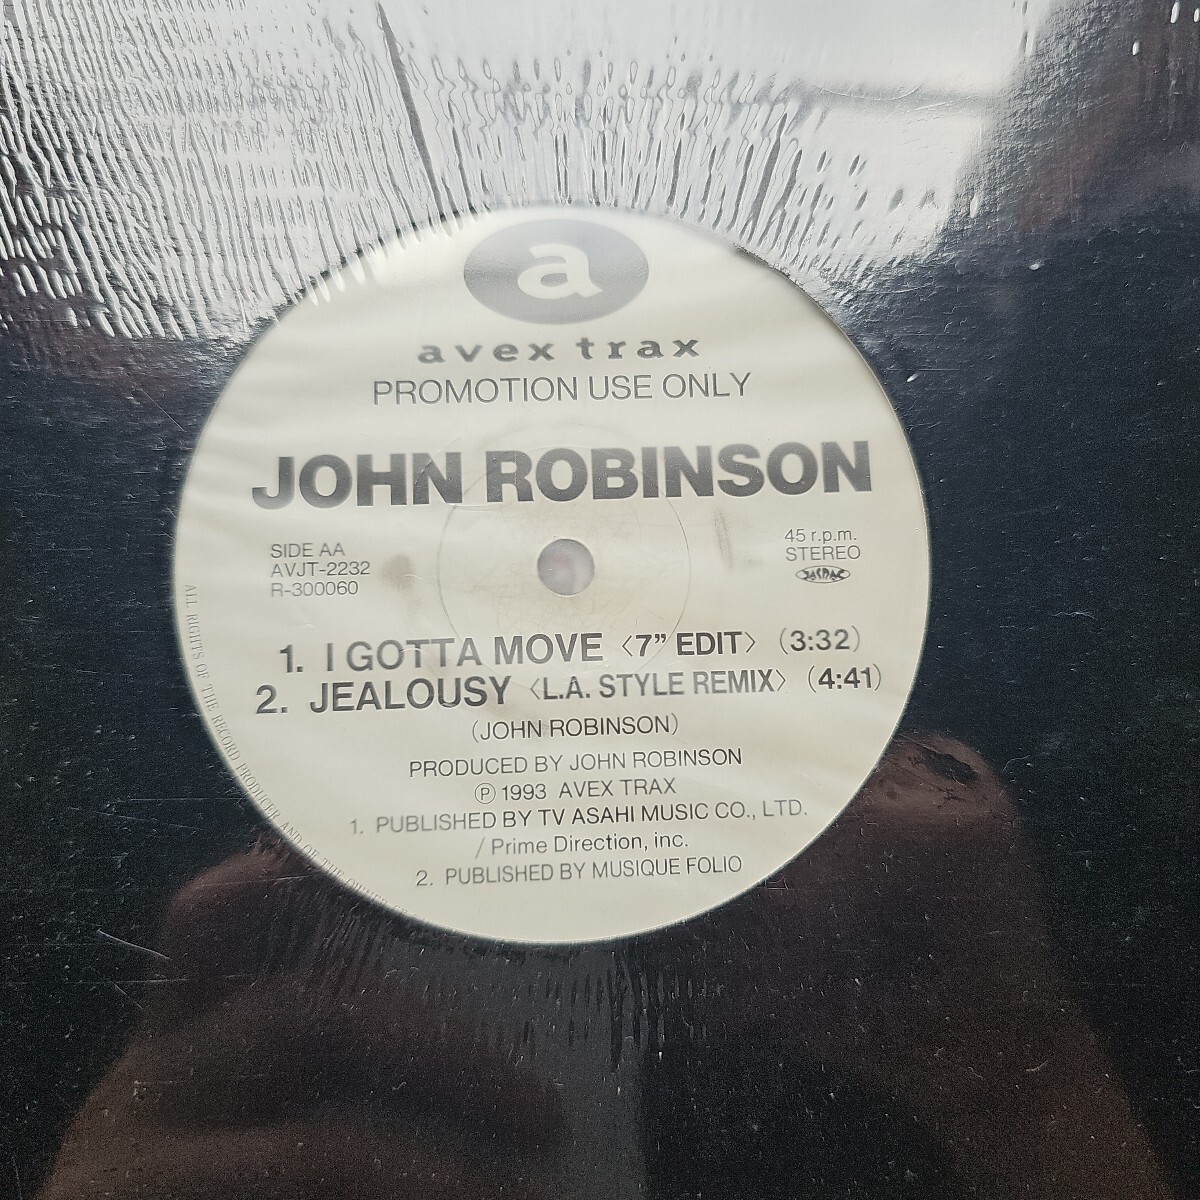 a
avex trax
PROMOTION USE ONLY
JOHN ROBINSON
SIDE AA
AVJT-2232
R-300060
45 r.p.m.
STEREO
JASRAC
1. I GOTTA MOVE 〈7” EDIT〉 (3:32)
2. JEALOUSY 〈L.A. STYLE REMIX〉 (4:41)
(JOHN ROBINSON)
PRODUCED BY JOHN ROBINSON
Ⓟ 1993 AVEX TRAX
1. PUBLISHED BY TV ASAHI MUSIC CO., LTD.
/ Prime Direction, inc.
2. PUBLISHED BY MUSIQUE FOLIO
ALL RIGHTS OF THE RECORD PRODUCER AND OF THE OWNER